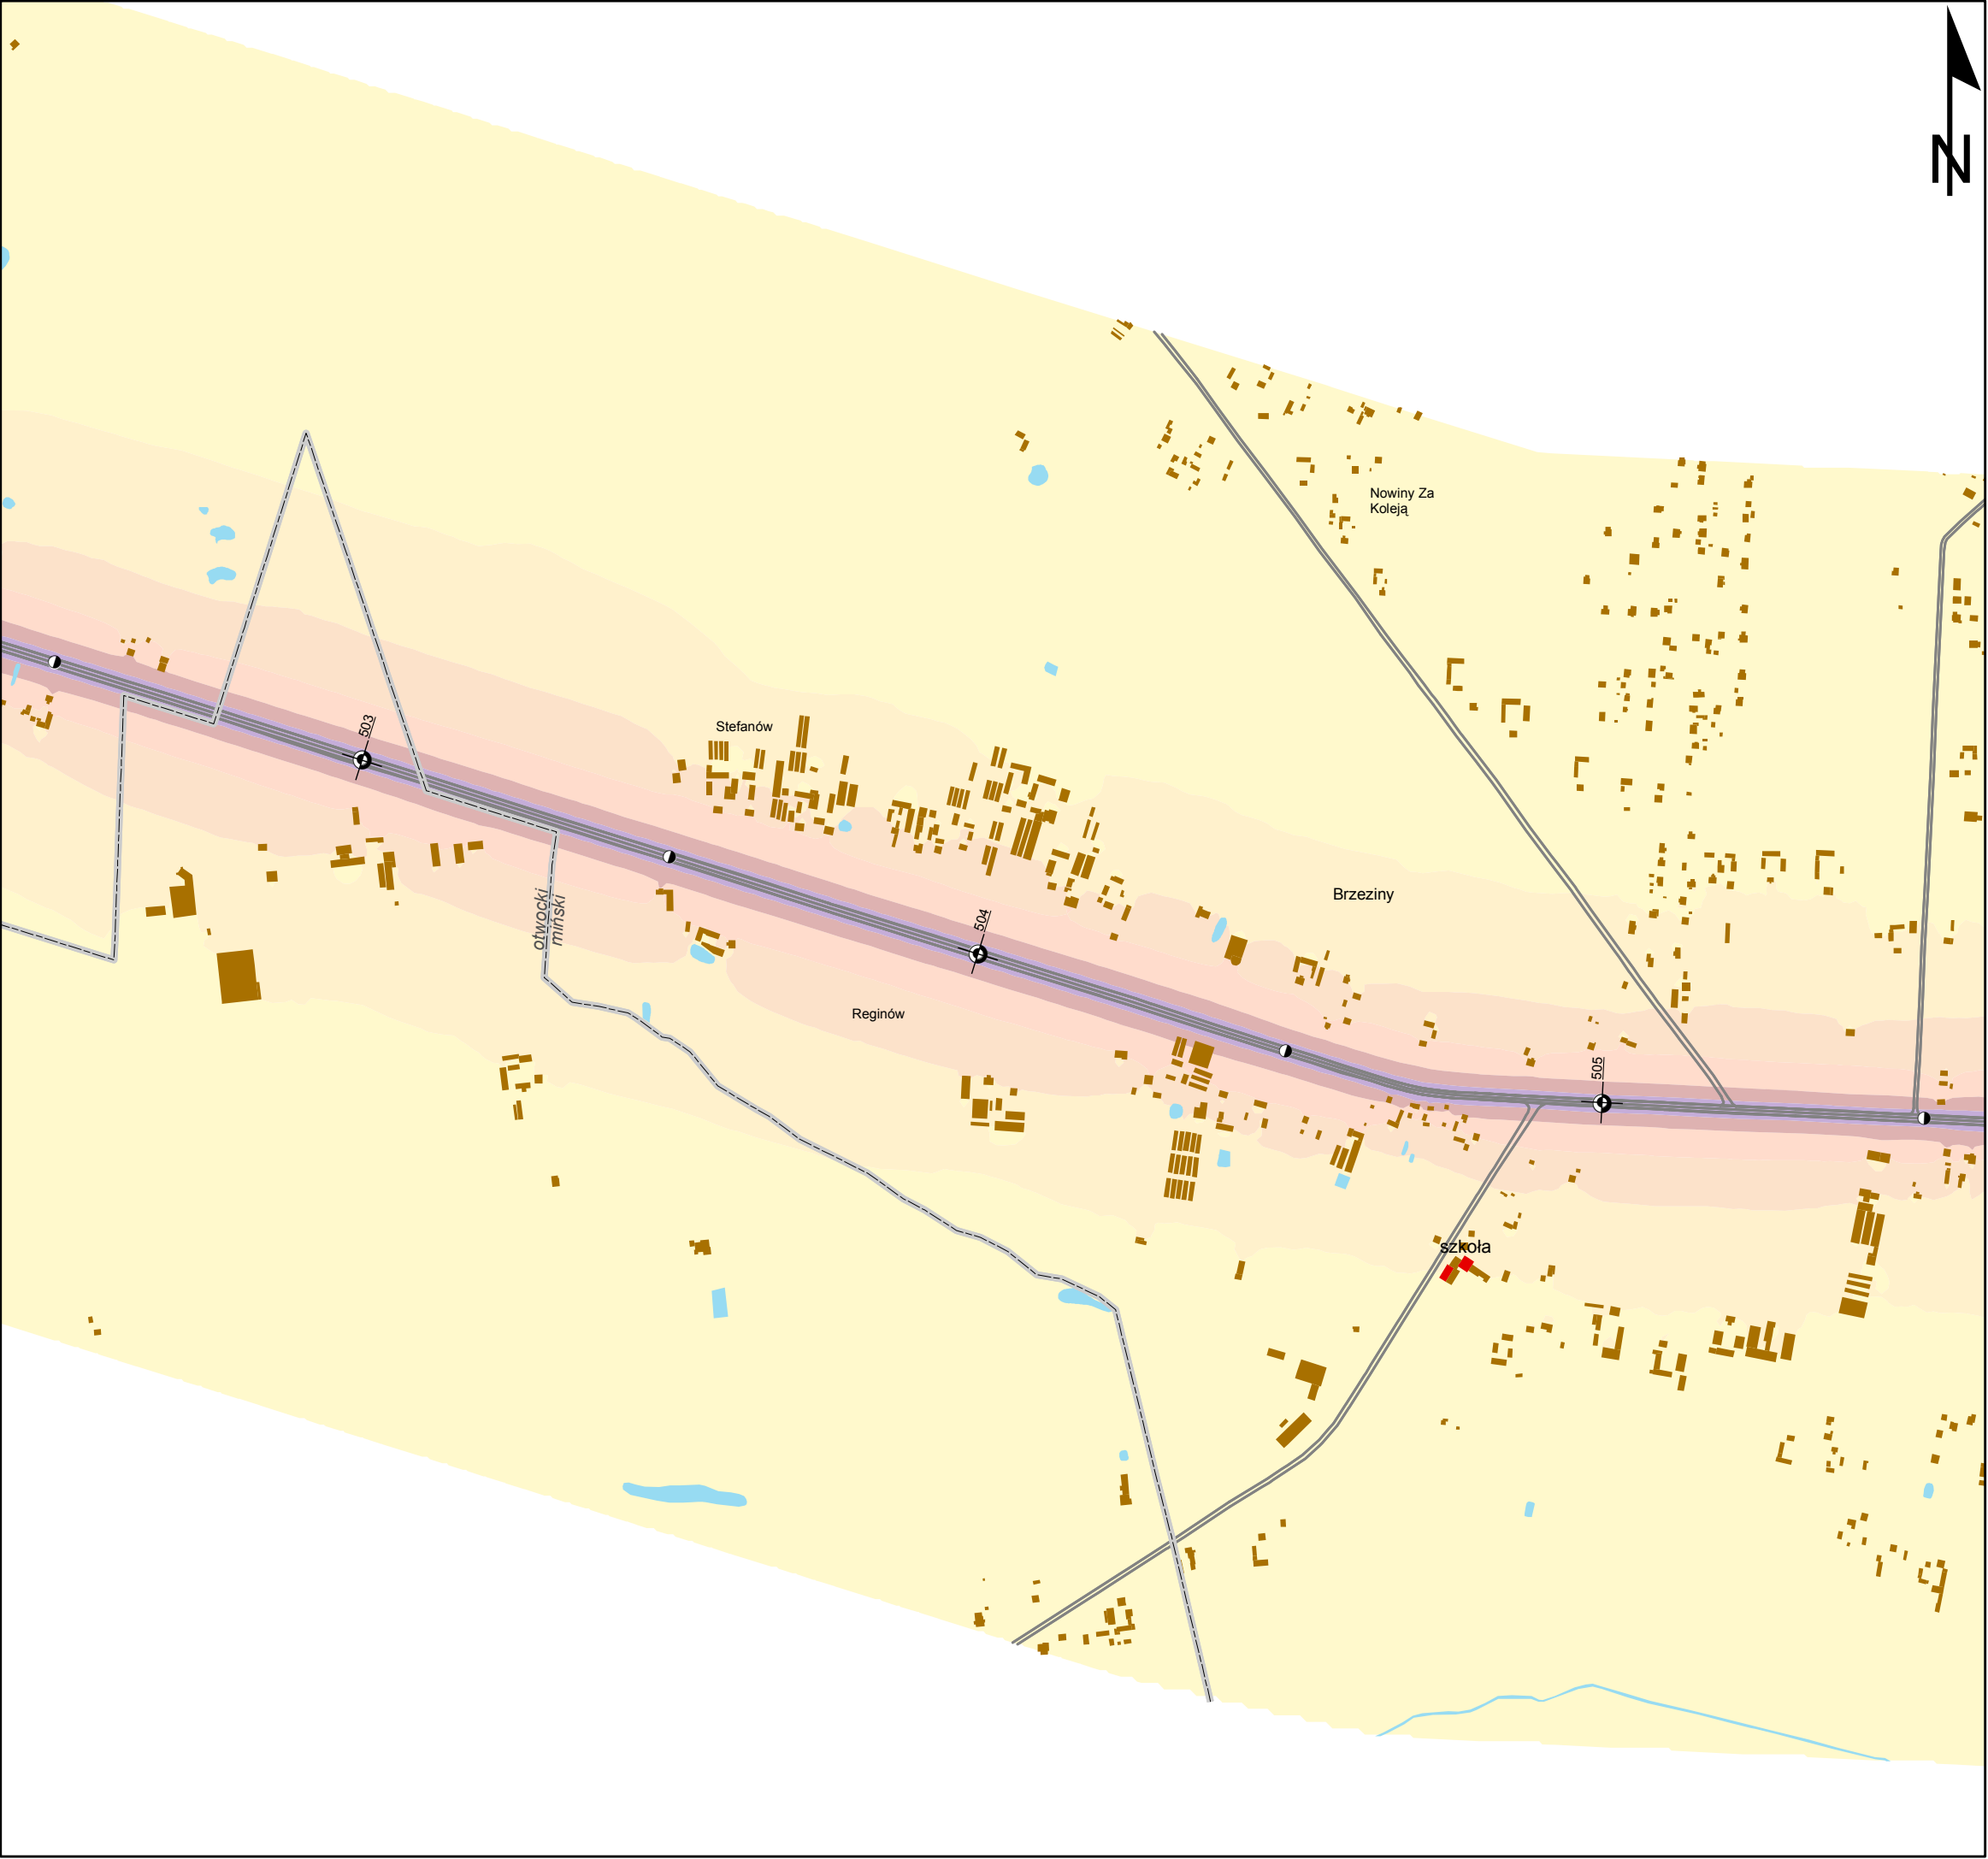 N
Nowiny Za
Koleją
503
Stefanów
Brzeziny
otwocki
miński
504
Reginów
505
szkoła